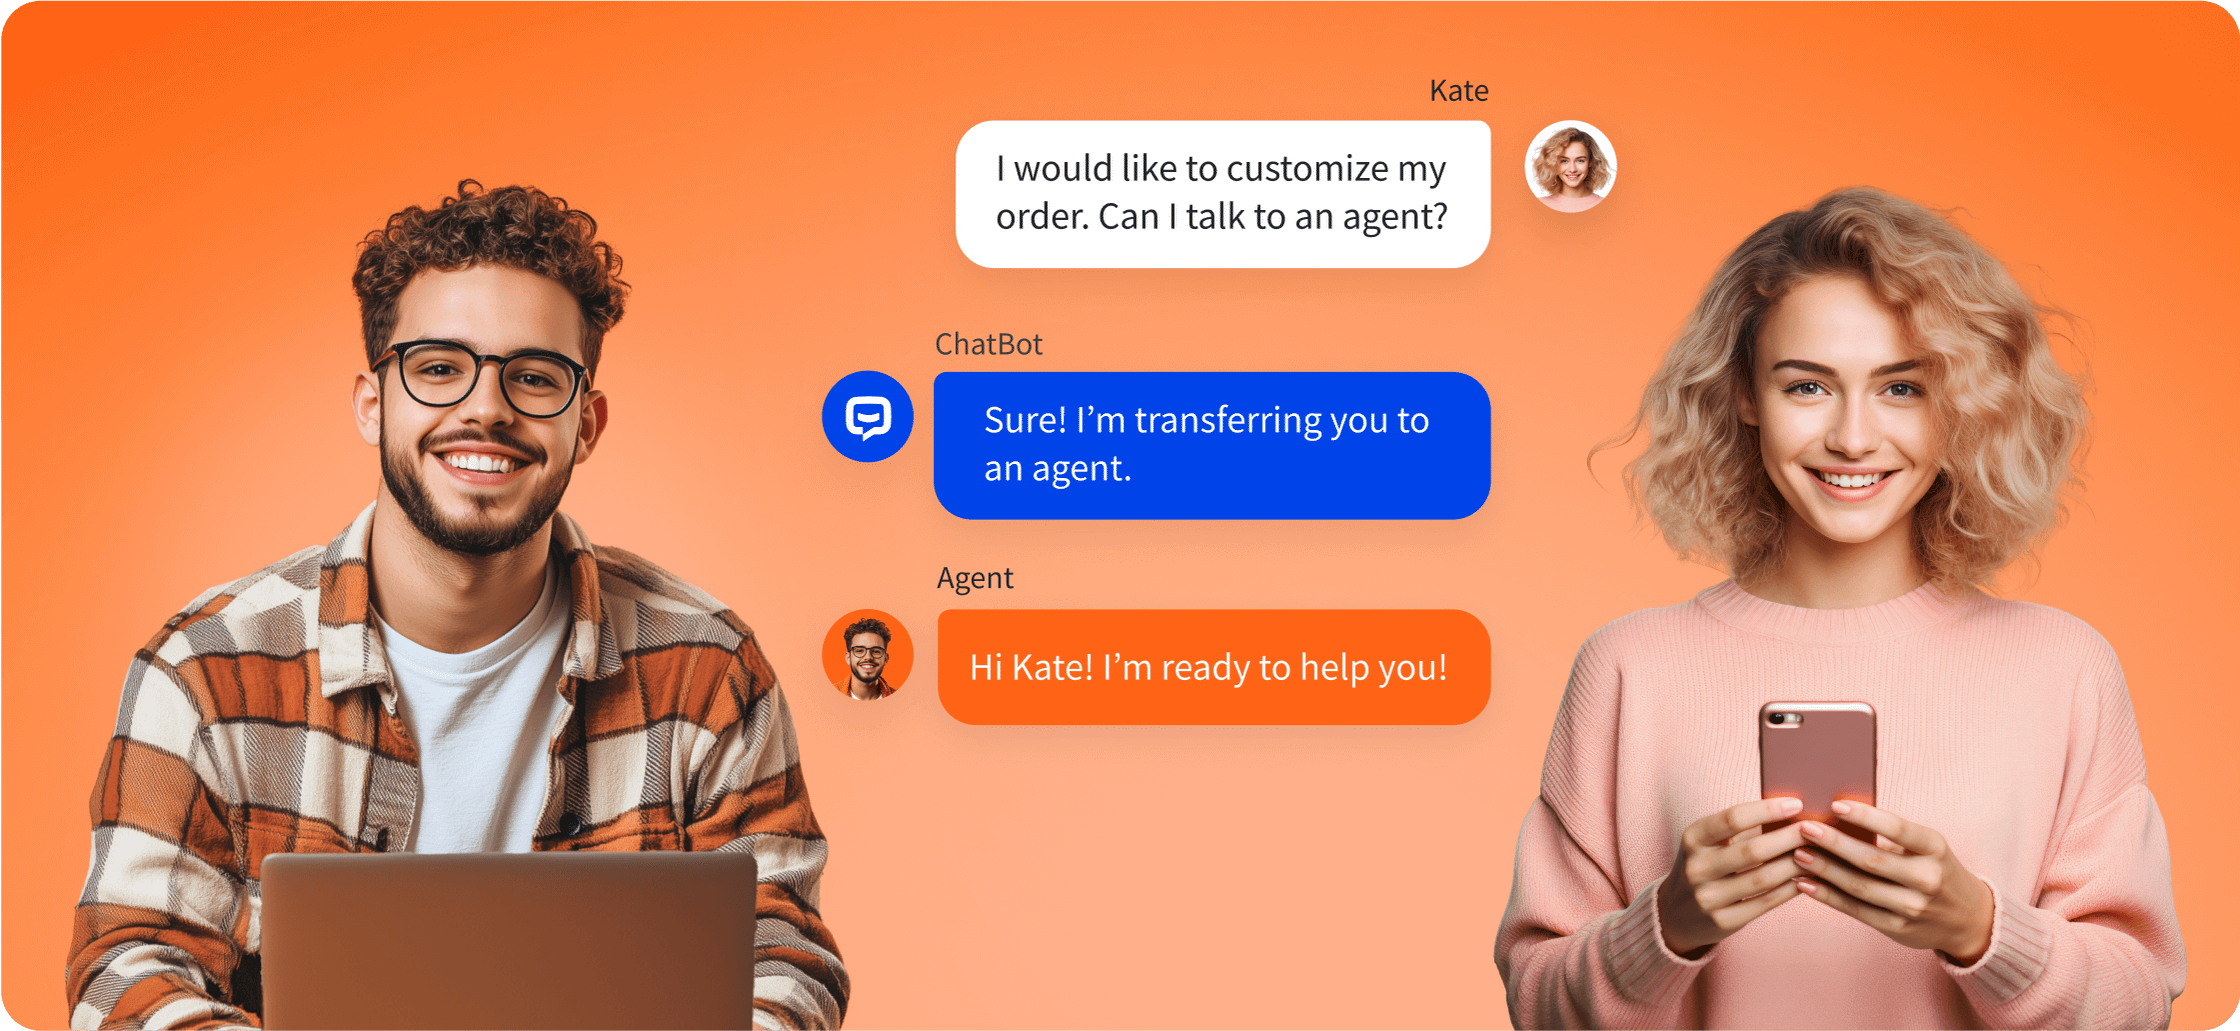 Kate
I would like to customize my
order. Can I talk to an agent?
ChatBot
Sure! I’m transferring you to
an agent.
Agent
Hi Kate! I’m ready to help you!